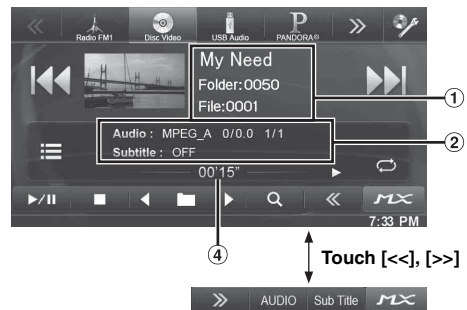 Radio FM1 Disc Video USB Audio PANDORA®
My Need
Folder:0050
File:0001
1
Audio : MPEG_A 0/0.0 1/1
Subtitle : OFF
2
00'15"
MX
7:33 PM
4
Touch [<<], [>>]
AUDIO Sub Title MX